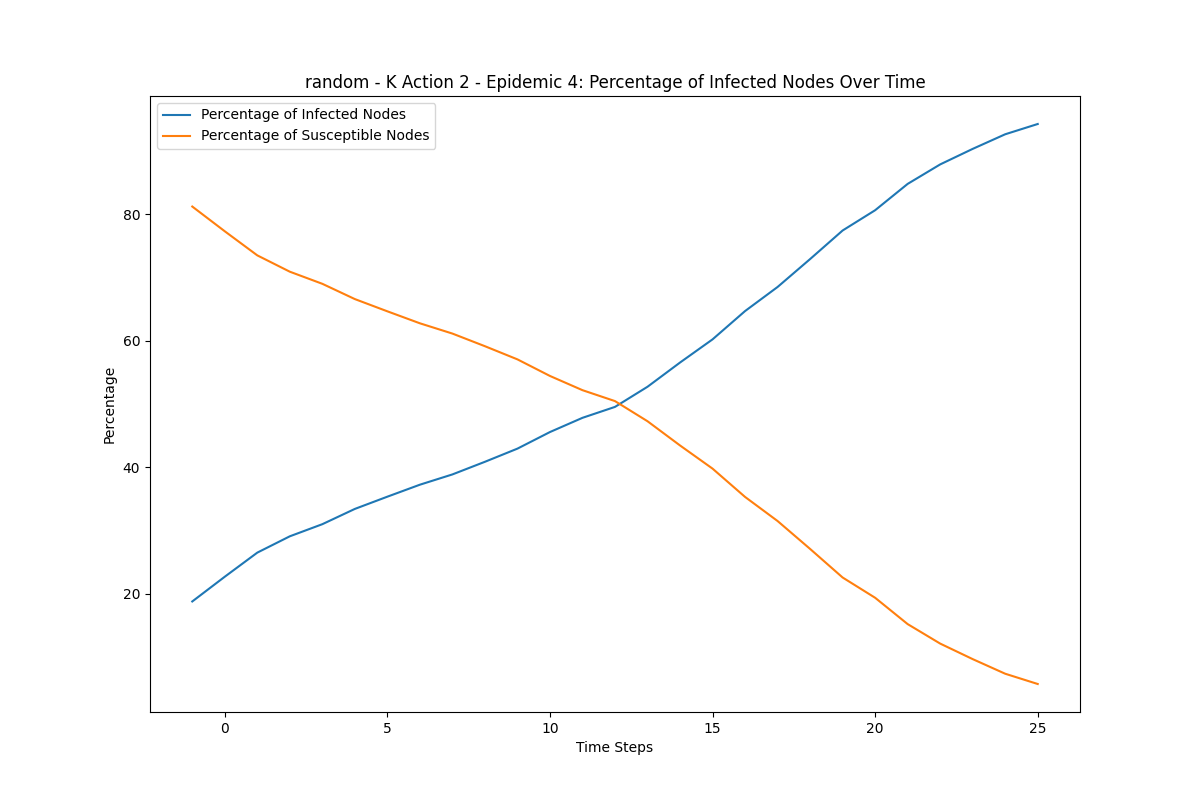 random - K Action 2 - Epidemic 4: Percentage of Infected Nodes Over Time
Percentage of Infected Nodes
Percentage of Susceptible Nodes
80
60
40
20
Percentage
0 5 10 15 20 25
Time Steps